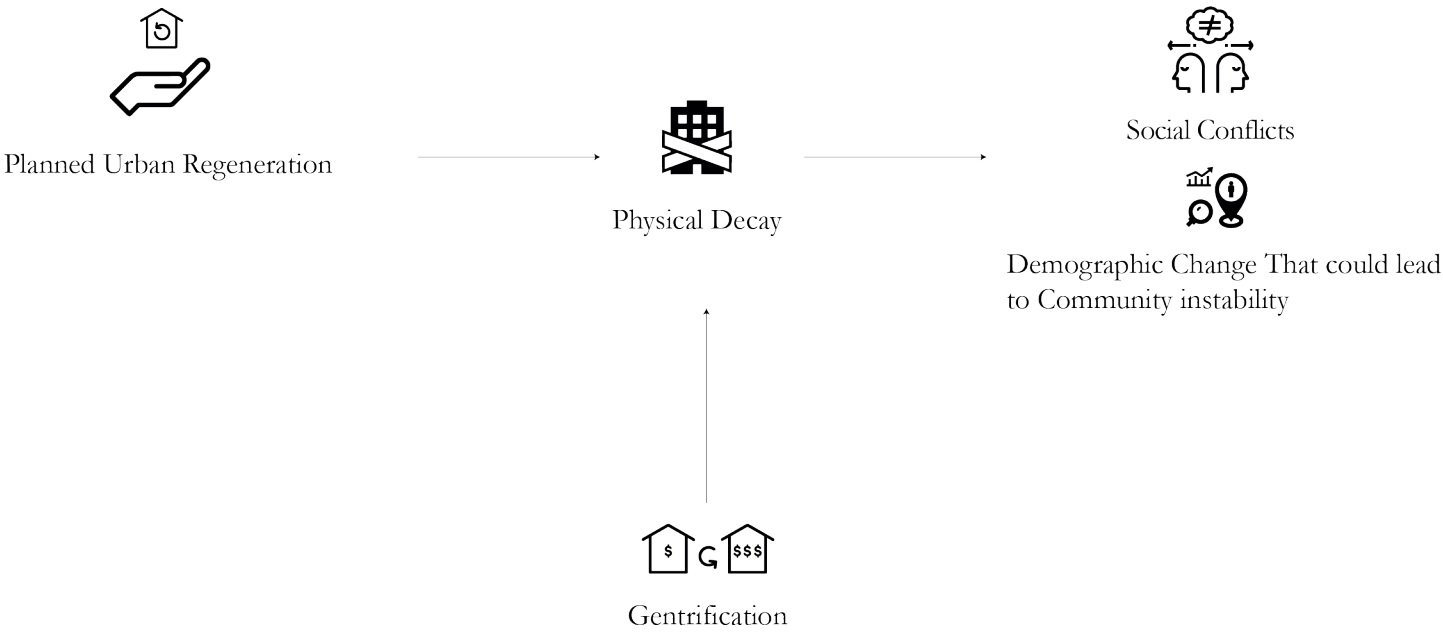 Planned Urban Regeneration
Physical Decay
≠
Social Conflicts
Demographic Change That could lead
to Community instability
$
$$$
Gentrification